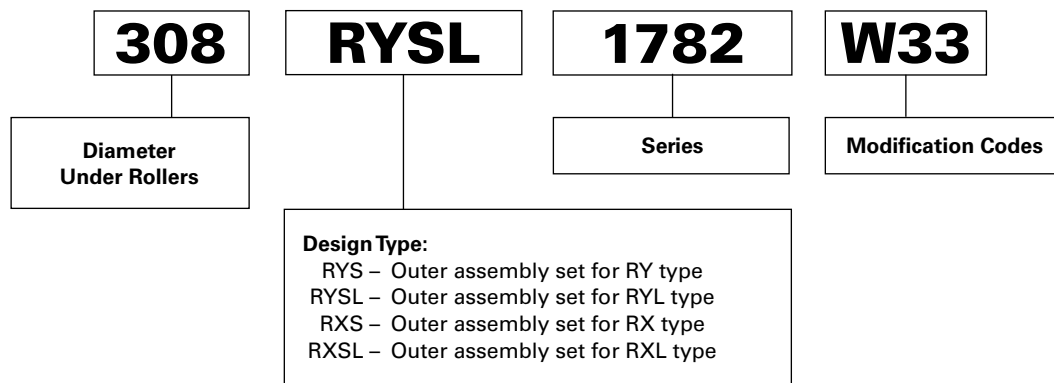 308 RYSL 1782 W33
Diameter
Under Rollers
Series
Modification Codes
Design Type:
RYS – Outer assembly set for RY type
RYSL – Outer assembly set for RYL type
RXS – Outer assembly set for RX type
RXSL – Outer assembly set for RXL type